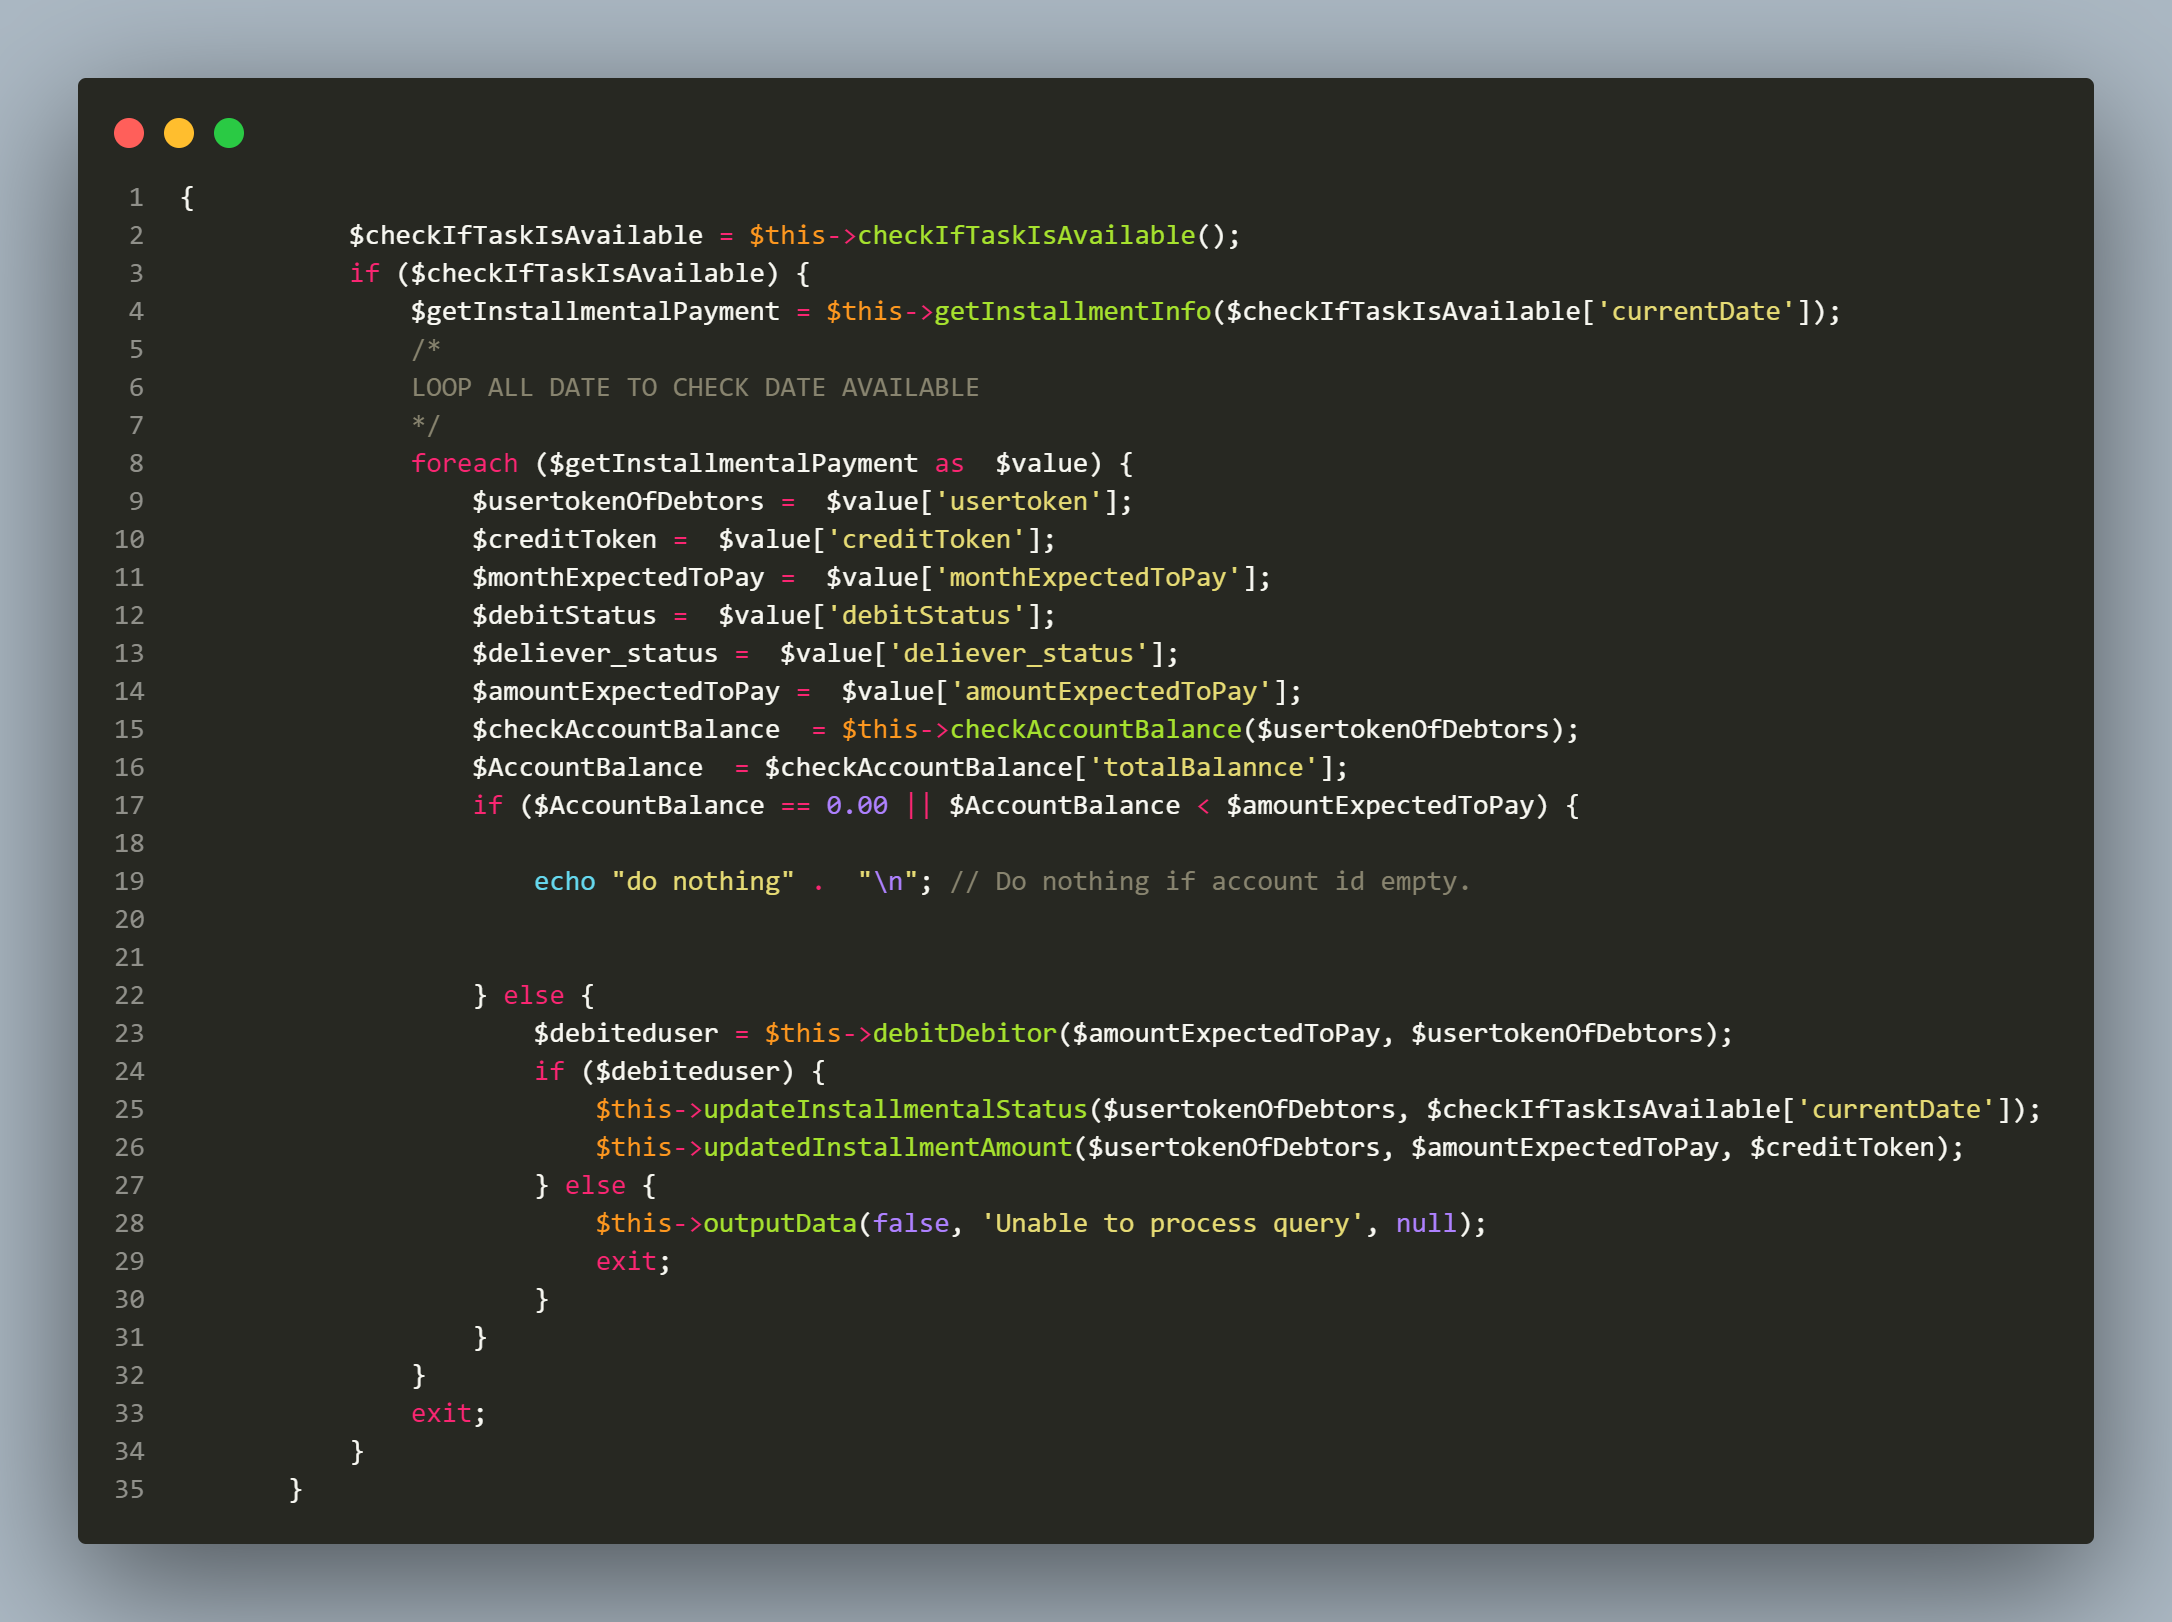 1 {
2 $checkIfTaskIsAvailable = $this->checkIfTaskIsAvailable();
3 if ($checkIfTaskIsAvailable) {
4 $getInstallmentalPayment = $this->getInstallmentInfo($checkIfTaskIsAvailable['currentDate']);
5 /*
6 LOOP ALL DATE TO CHECK DATE AVAILABLE
7 */
8 foreach ($getInstallmentalPayment as  $value) {
9 $usertokenOfDebtors =  $value['usertoken'];
10 $creditToken =  $value['creditToken'];
11 $monthExpectedToPay =  $value['monthExpectedToPay'];
12 $debitStatus =  $value['debitStatus'];
13 $deliever_status =  $value['deliever_status'];
14 $amountExpectedToPay =  $value['amountExpectedToPay'];
15 $checkAccountBalance  = $this->checkAccountBalance($usertokenOfDebtors);
16 $AccountBalance  = $checkAccountBalance['totalBalannce'];
17 if ($AccountBalance == 0.00 || $AccountBalance < $amountExpectedToPay) {
18
19 echo "do nothing" .  "\n"; // Do nothing if account id empty.
20
21
22 } else {
23 $debiteduser = $this->debitDebitor($amountExpectedToPay, $usertokenOfDebtors);
24 if ($debiteduser) {
25 $this->updateInstallmentalStatus($usertokenOfDebtors, $checkIfTaskIsAvailable['currentDate']);
26 $this->updatedInstallmentAmount($usertokenOfDebtors, $amountExpectedToPay, $creditToken);
27 } else {
28 $this->outputData(false, 'Unable to process query', null);
29 exit;
30 }
31 }
32 }
33 exit;
34 }
35 }